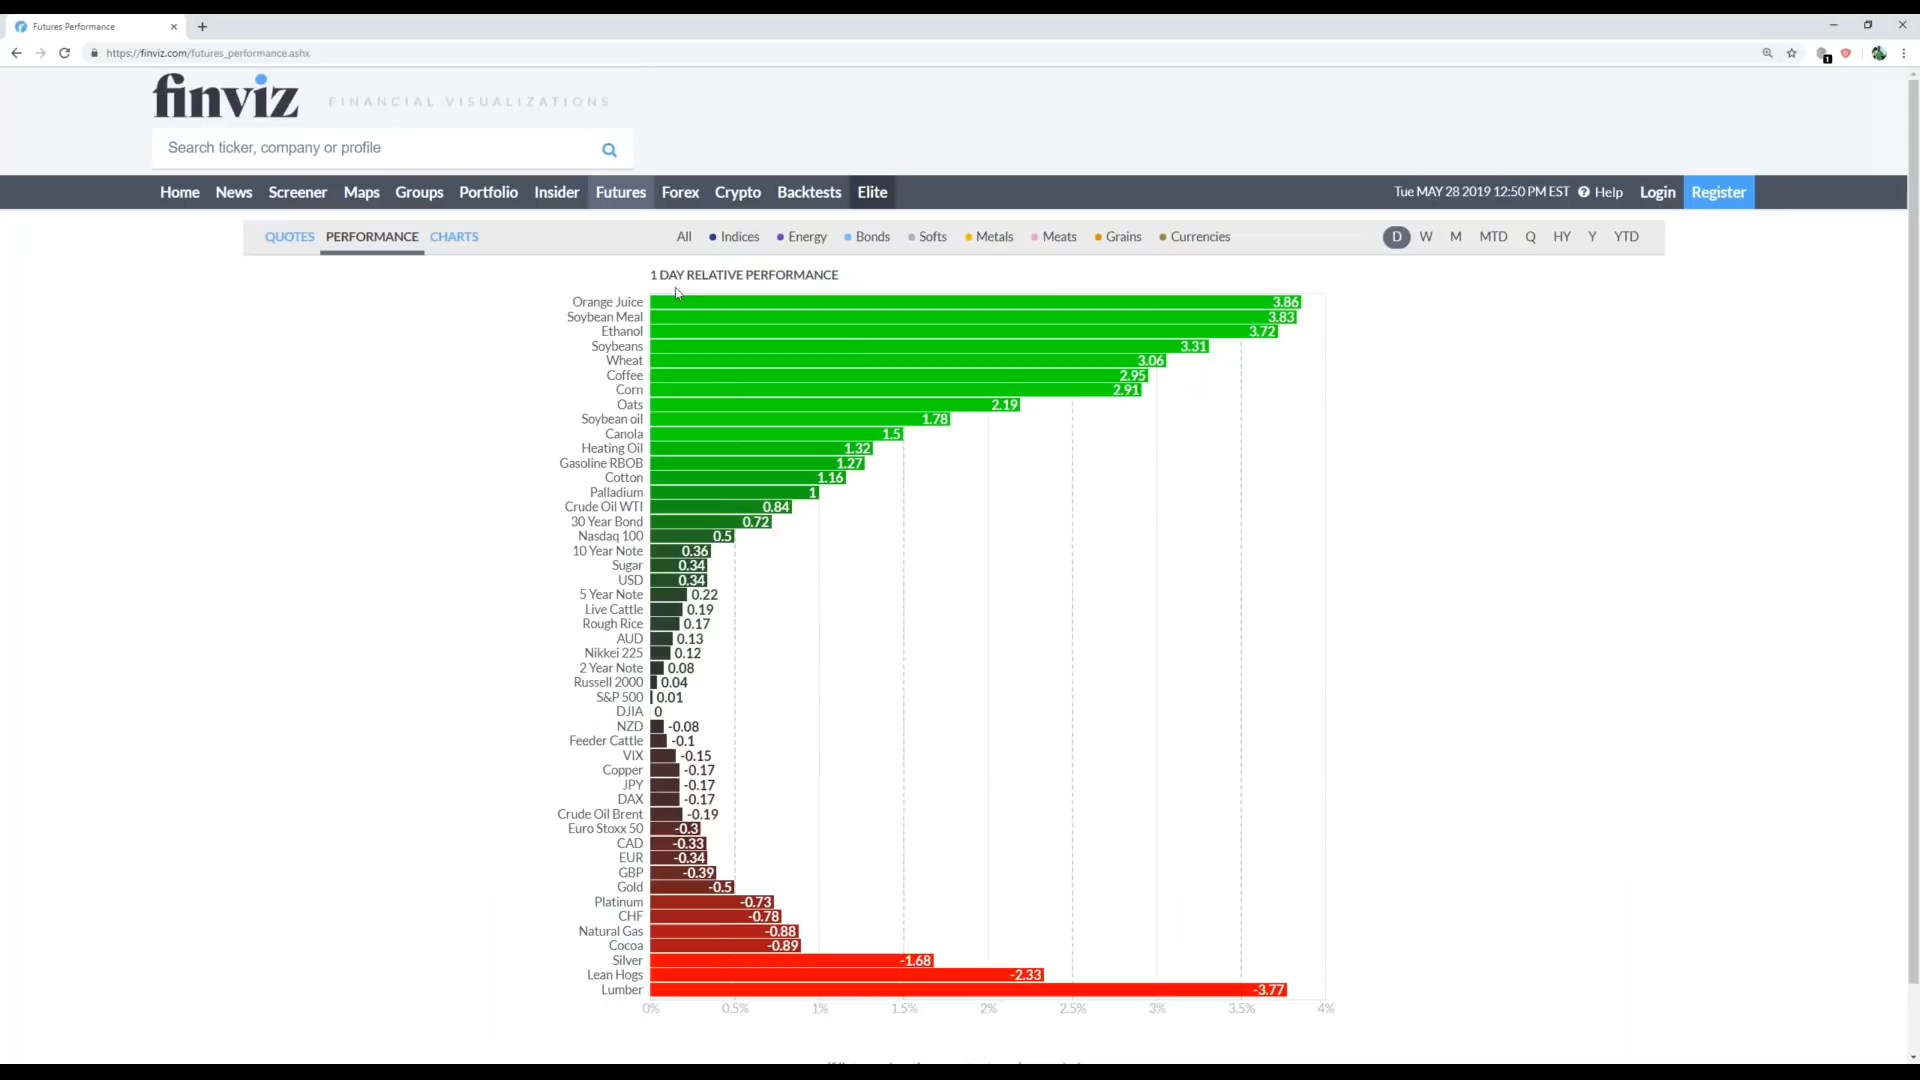 Futures Performance
https://finviz.com/futures_performance.ashx
1
finviz FINANCIAL VISUALIZATIONS
Search ticker, company or profile
Home News Screener Maps Groups Portfolio Insider Futures Forex Crypto Backtests Elite Tue MAY 28 2019 12:50 PM EST Help Login Register
QUOTES PERFORMANCE CHARTS All Indices Energy Bonds Softs Metals Meats Grains Currencies D W M MTD Q HY Y YTD
1 DAY RELATIVE PERFORMANCE
Orange Juice 3.86
Soybean Meal 3.83
Ethanol 3.72
Soybeans 3.31
Wheat 3.06
Coffee 2.95
Corn 2.91
Oats 2.19
Soybean oil 1.78
Canola 1.5
Heating Oil 1.32
Gasoline RBOB 1.27
Cotton 1.16
Palladium 1
Crude Oil WTI 0.84
30 Year Bond 0.72
Nasdaq 100 0.5
10 Year Note 0.36
Sugar 0.34
USD 0.34
5 Year Note 0.22
Live Cattle 0.19
Rough Rice 0.17
AUD 0.13
Nikkei 225 0.12
2 Year Note 0.08
Russell 2000 0.04
S&P 500 0.01
DJIA 0
NZD -0.08
Feeder Cattle -0.1
VIX -0.15
Copper -0.17
JPY -0.17
DAX -0.17
Crude Oil Brent -0.19
Euro Stoxx 50 -0.3
CAD -0.33
EUR -0.34
GBP -0.39
Gold -0.5
Platinum -0.73
CHF -0.78
Natural Gas -0.88
Cocoa -0.89
Silver -1.68
Lean Hogs -2.33
Lumber -3.77
0% 0.5% 1% 1.5% 2% 2.5% 3% 3.5% 4%